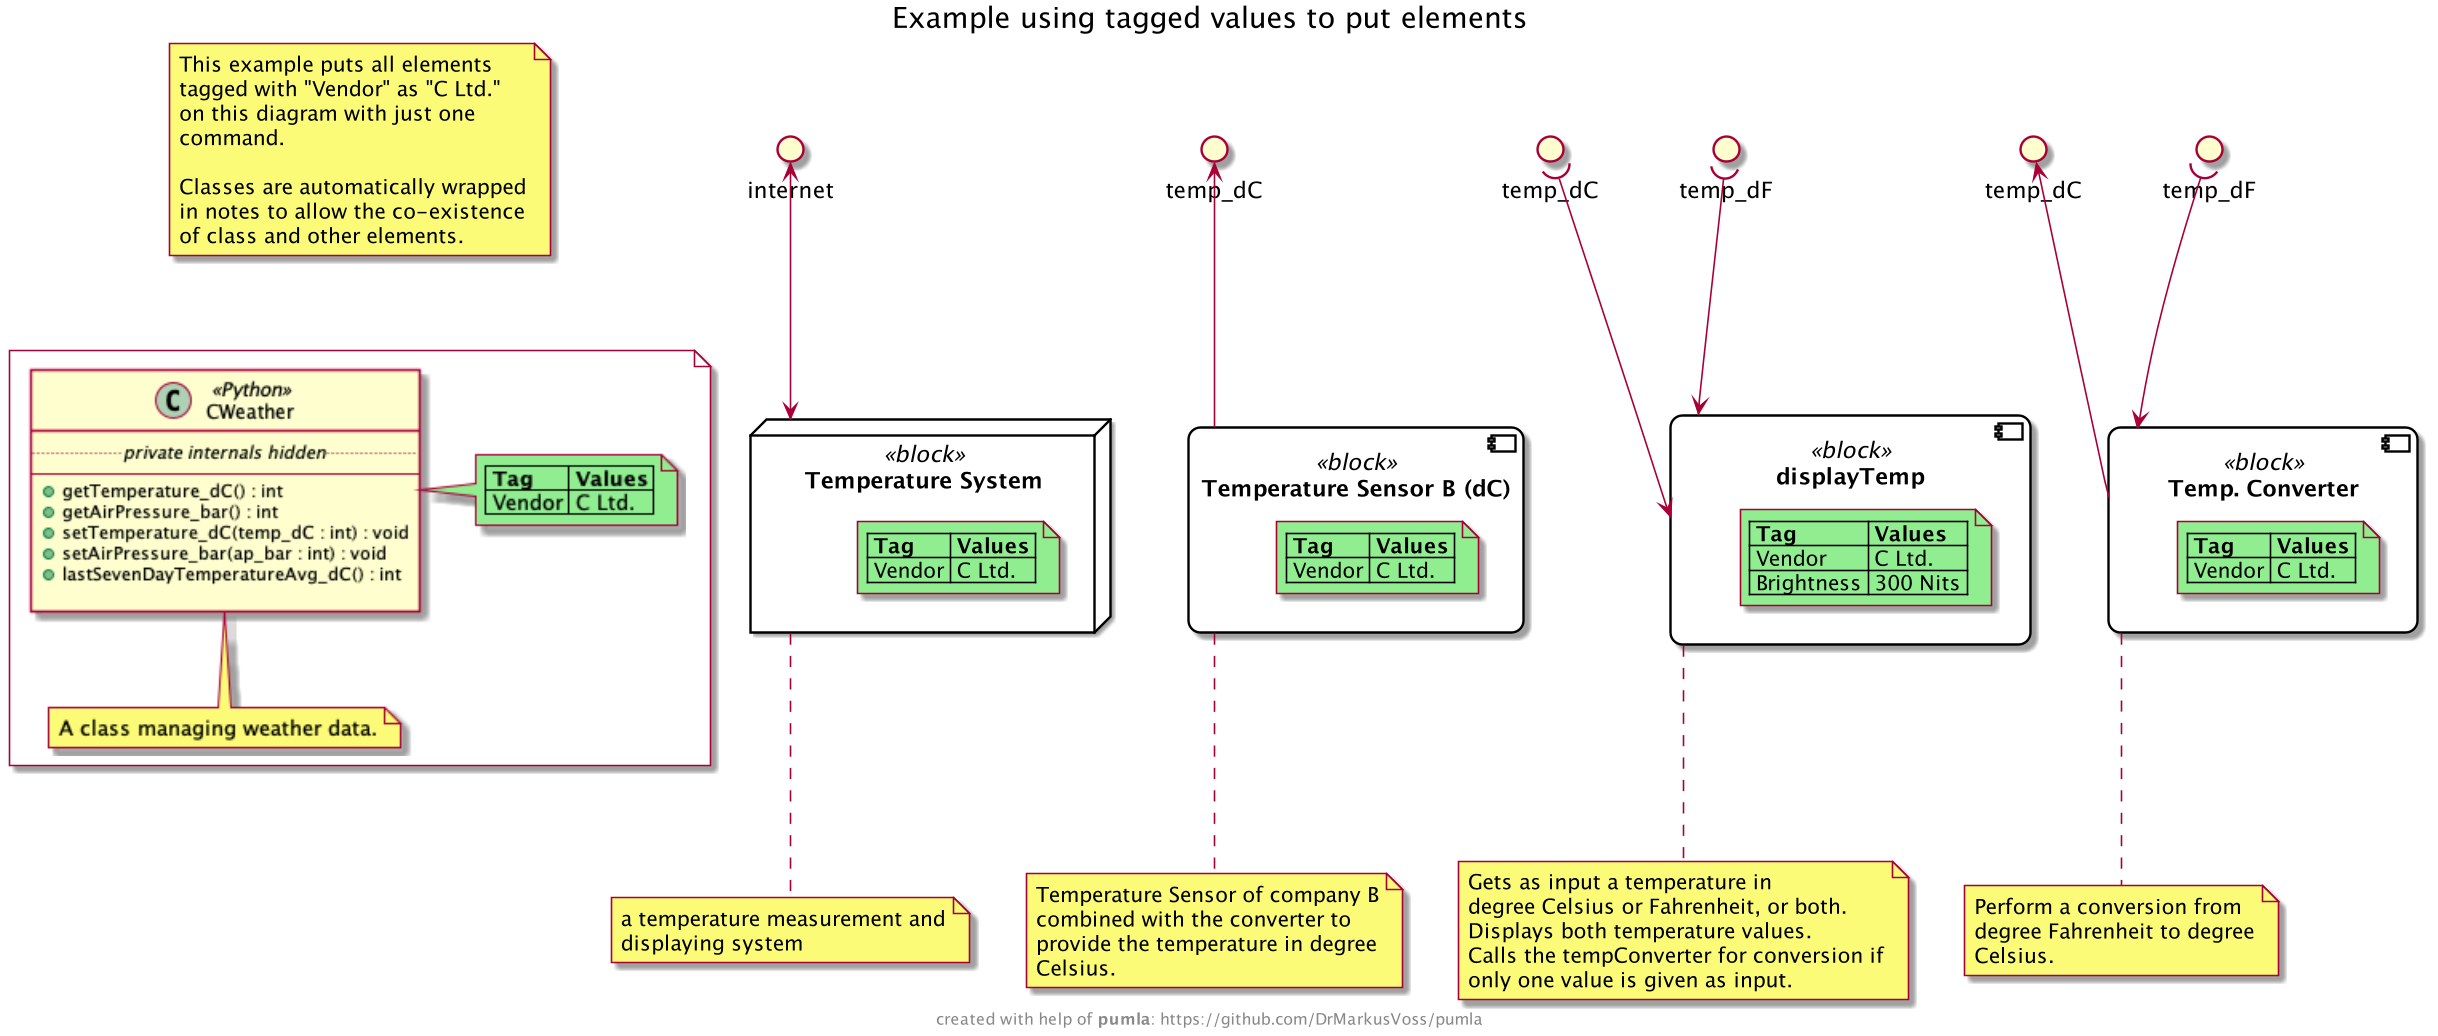 Example using tagged values to put elements
This example puts all elements
tagged with "Vendor" as "C Ltd."
on this diagram with just one
command.
Classes are automatically wrapped
in notes to allow the co-existence
of class and other elements.
internet
temp_dC
temp_dC
temp_dF
temp_dC
temp_dF
C
«Python»
CWeather
private internals hidden
getTemperature_dC() : int
getAirPressure_bar() : int
setTemperature_dC(temp_dC : int) : void
setAirPressure_bar(ap_bar : int) : void
lastSevenDayTemperatureAvg_dC() : int
Tag Values
Vendor C Ltd.
A class managing weather data.
«block»
Temperature System
Tag Values
Vendor C Ltd.
«block»
Temperature Sensor B (dC)
Tag Values
Vendor C Ltd.
«block»
displayTemp
Tag Values
Vendor C Ltd.
Brightness 300 Nits
«block»
Temp. Converter
Tag Values
Vendor C Ltd.
a temperature measurement and
displaying system
Temperature Sensor of company B
combined with the converter to
provide the temperature in degree
Celsius.
Gets as input a temperature in
degree Celsius or Fahrenheit, or both.
Displays both temperature values.
Calls the tempConverter for conversion if
only one value is given as input.
Perform a conversion from
degree Fahrenheit to degree
Celsius.
created with help of pumla: https://github.com/DrMarkusVoss/pumla